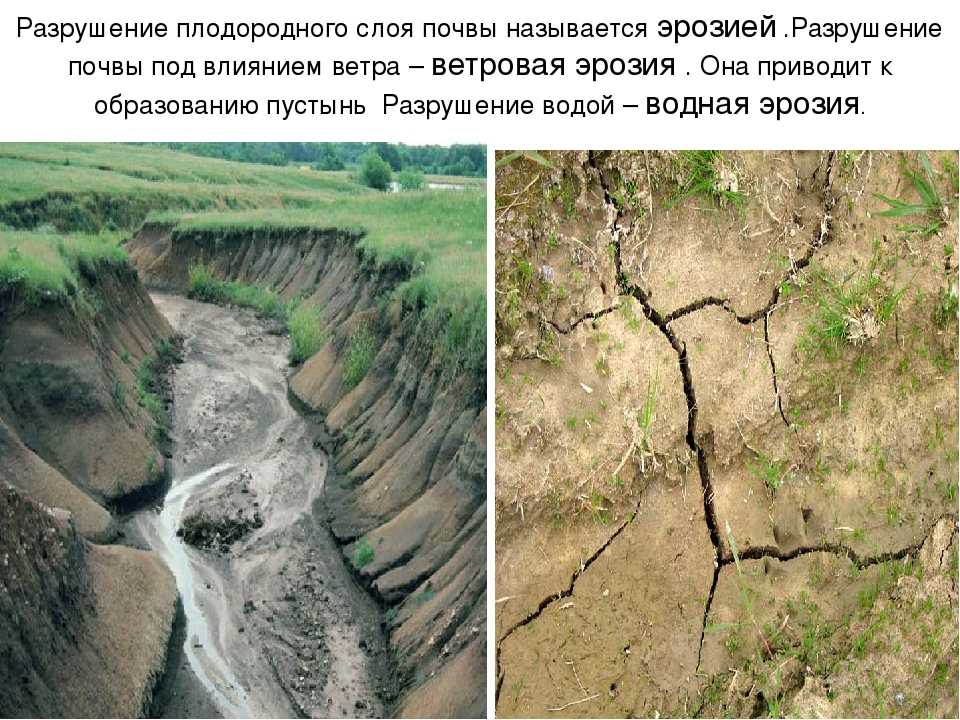 Разрушение плодородного слоя почвы называется эрозией .Разрушение
почвы под влиянием ветра – ветровая эрозия . Она приводит к
образованию пустынь  Разрушение водой – водная эрозия.